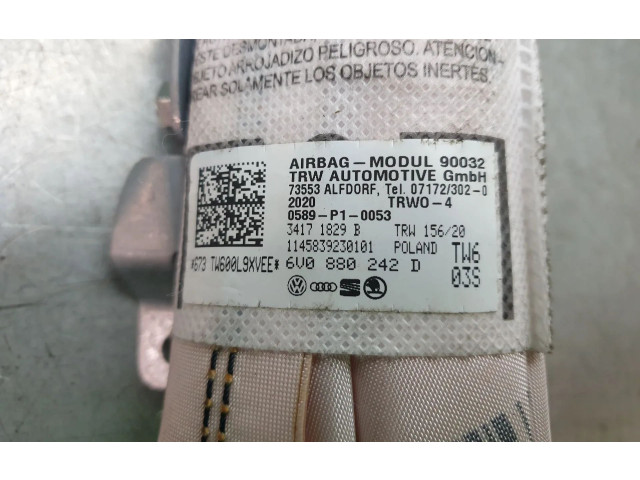 ESTE DESMONTADA
PELIGROSO. ATENCION-
ARROJADIZO
LOS OBJETOS INERTES.
SOLAMENTE
AIRBAG-MODUL 90032
TRW AUTOMOTIVE GmbH
73553 ALFDORF, Tel. 07172/302-0
2020 TRWO-4
0589-P1-0053
3417 1829 B TRW 156/20
1145839230101 POLAND TW6
*673 TW600L9XVEE* 6V0 880 242 D 03S